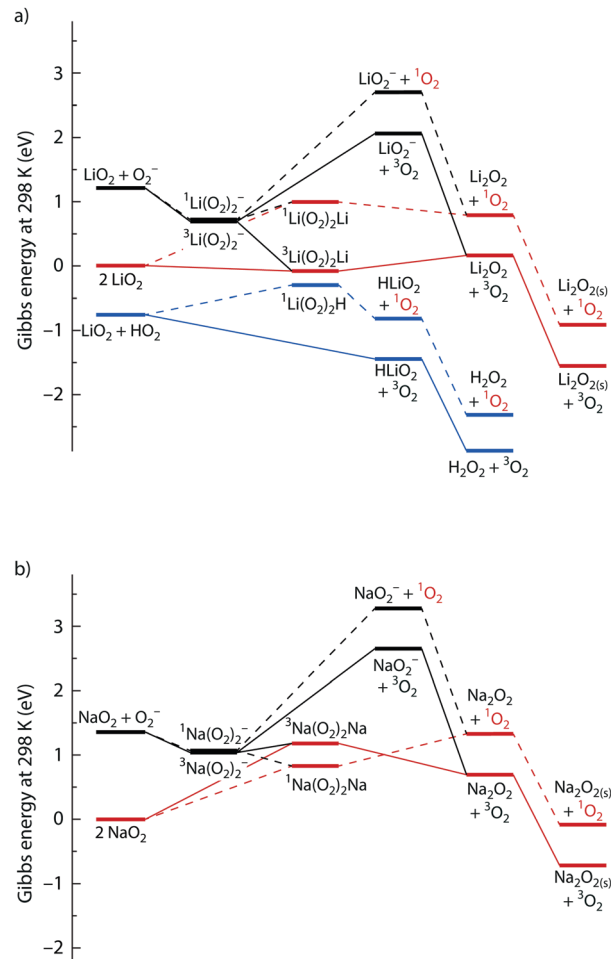 a)
Gibbs energy at 298 K (eV)
3
2
1
0
−1
−2
LiO₂⁻ + ¹O₂
LiO₂⁻
+ ³O₂
Li₂O₂
+ ¹O₂
LiO₂ + O₂⁻
¹Li(O₂)₂⁻
³Li(O₂)₂⁻
¹Li(O₂)₂Li
³Li(O₂)₂Li
2 LiO₂
Li₂O₂
+ ³O₂
HLiO₂
+ ¹O₂
¹Li(O₂)₂H
LiO₂ + HO₂
Li₂O₂₍ₛ₎
+ ¹O₂
HLiO₂
+ ³O₂
H₂O₂
+ ¹O₂
Li₂O₂₍ₛ₎
+ ³O₂
H₂O₂ + ³O₂
b)
Gibbs energy at 298 K (eV)
3
2
1
0
−1
−2
NaO₂⁻ + ¹O₂
NaO₂⁻
+ ³O₂
NaO₂ + O₂⁻
¹Na(O₂)₂⁻
³Na(O₂)₂⁻
³Na(O₂)₂Na
¹Na(O₂)₂Na
Na₂O₂
+ ¹O₂
2 NaO₂
Na₂O₂
+ ³O₂
Na₂O₂₍ₛ₎
+ ¹O₂
Na₂O₂₍ₛ₎
+ ³O₂